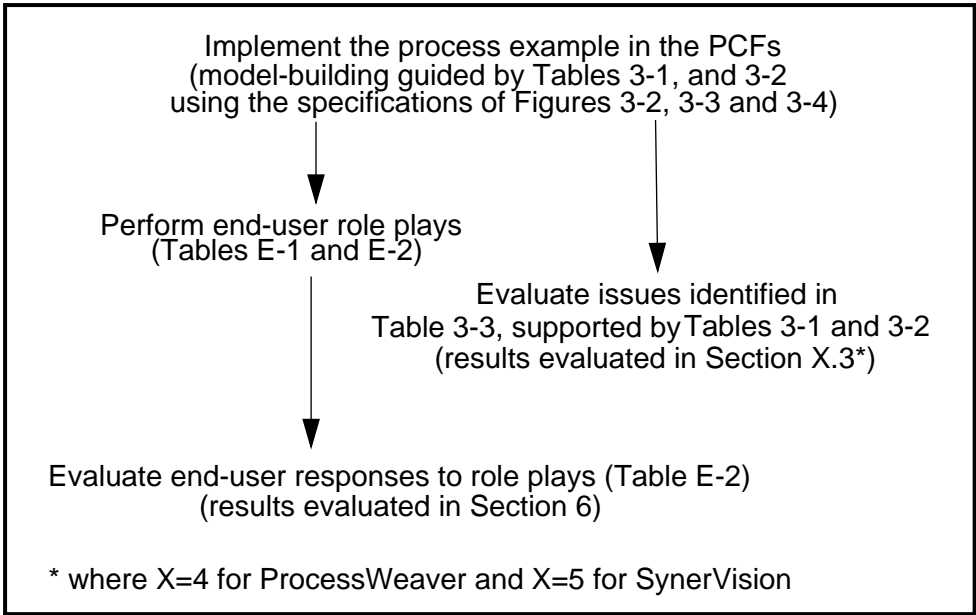 Implement the process example in the PCFs
(model-building guided by Tables 3-1, and 3-2
using the specifications of Figures 3-2, 3-3 and 3-4)
Perform end-user role plays
(Tables E-1 and E-2)
Evaluate issues identified in
Table 3-3, supported by Tables 3-1 and 3-2
(results evaluated in Section X.3*)
Evaluate end-user responses to role plays (Table E-2)
(results evaluated in Section 6)
* where X=4 for ProcessWeaver and X=5 for SynerVision